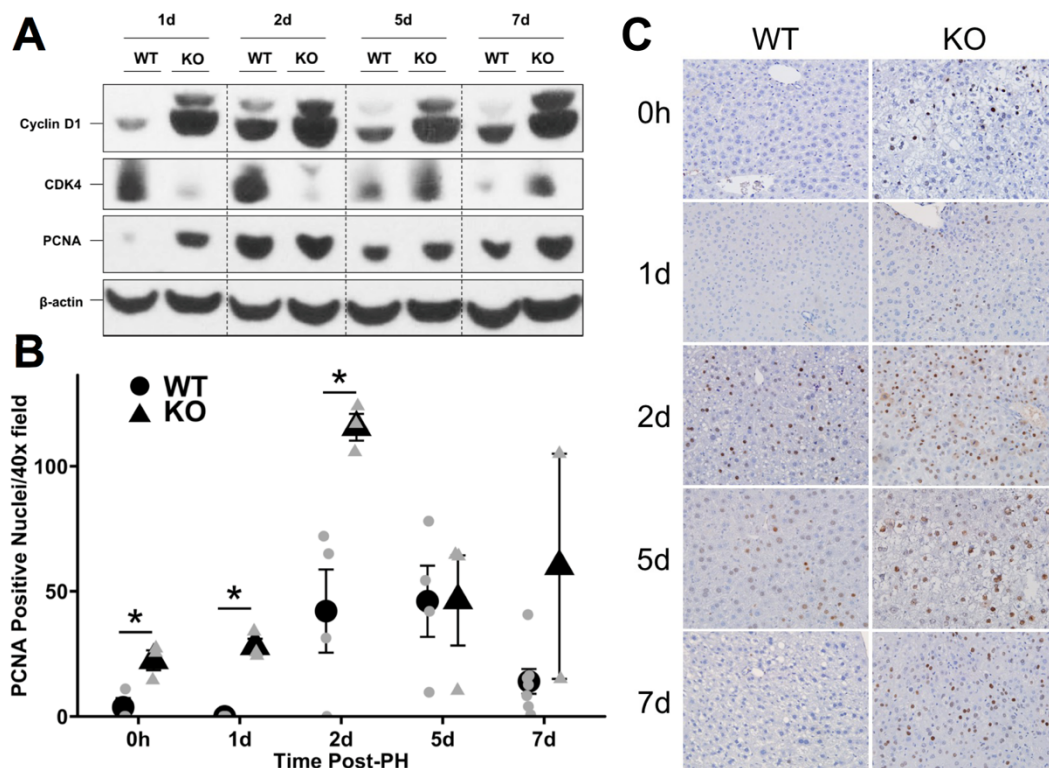 A
1d 2d 5d 7d
WT KO WT KO WT KO WT KO
Cyclin D1
CDK4
PCNA
β-actin
B
WT
KO
* * *
PCNA Positive Nuclei/40x field
100
50
0
0h 1d 2d 5d 7d
Time Post-PH
C
WT KO
0h
1d
2d
5d
7d